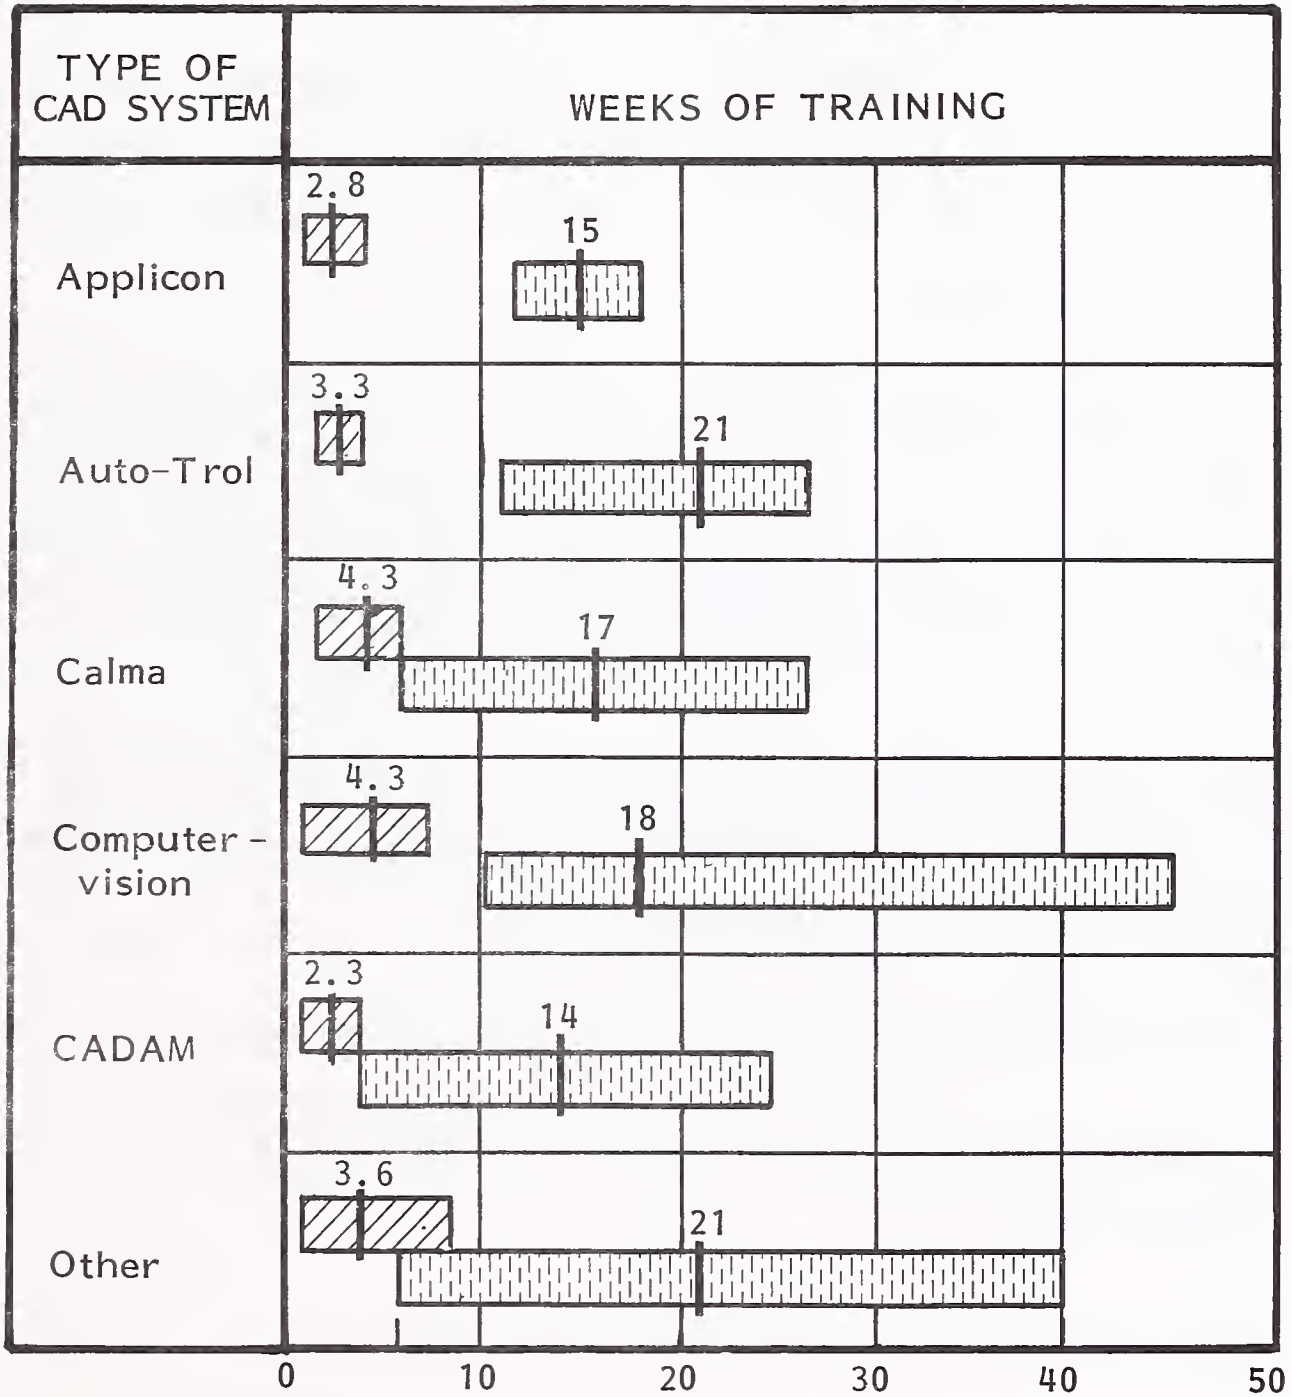 TYPE OF
CAD SYSTEM
WEEKS OF TRAINING
2.8
15
Applicon
3.3
21
Auto-Trol
4.3
17
Calma
4.3
18
Computer-
vision
2.3
14
CADAM
3.6
21
Other
0 10 20 30 40 50